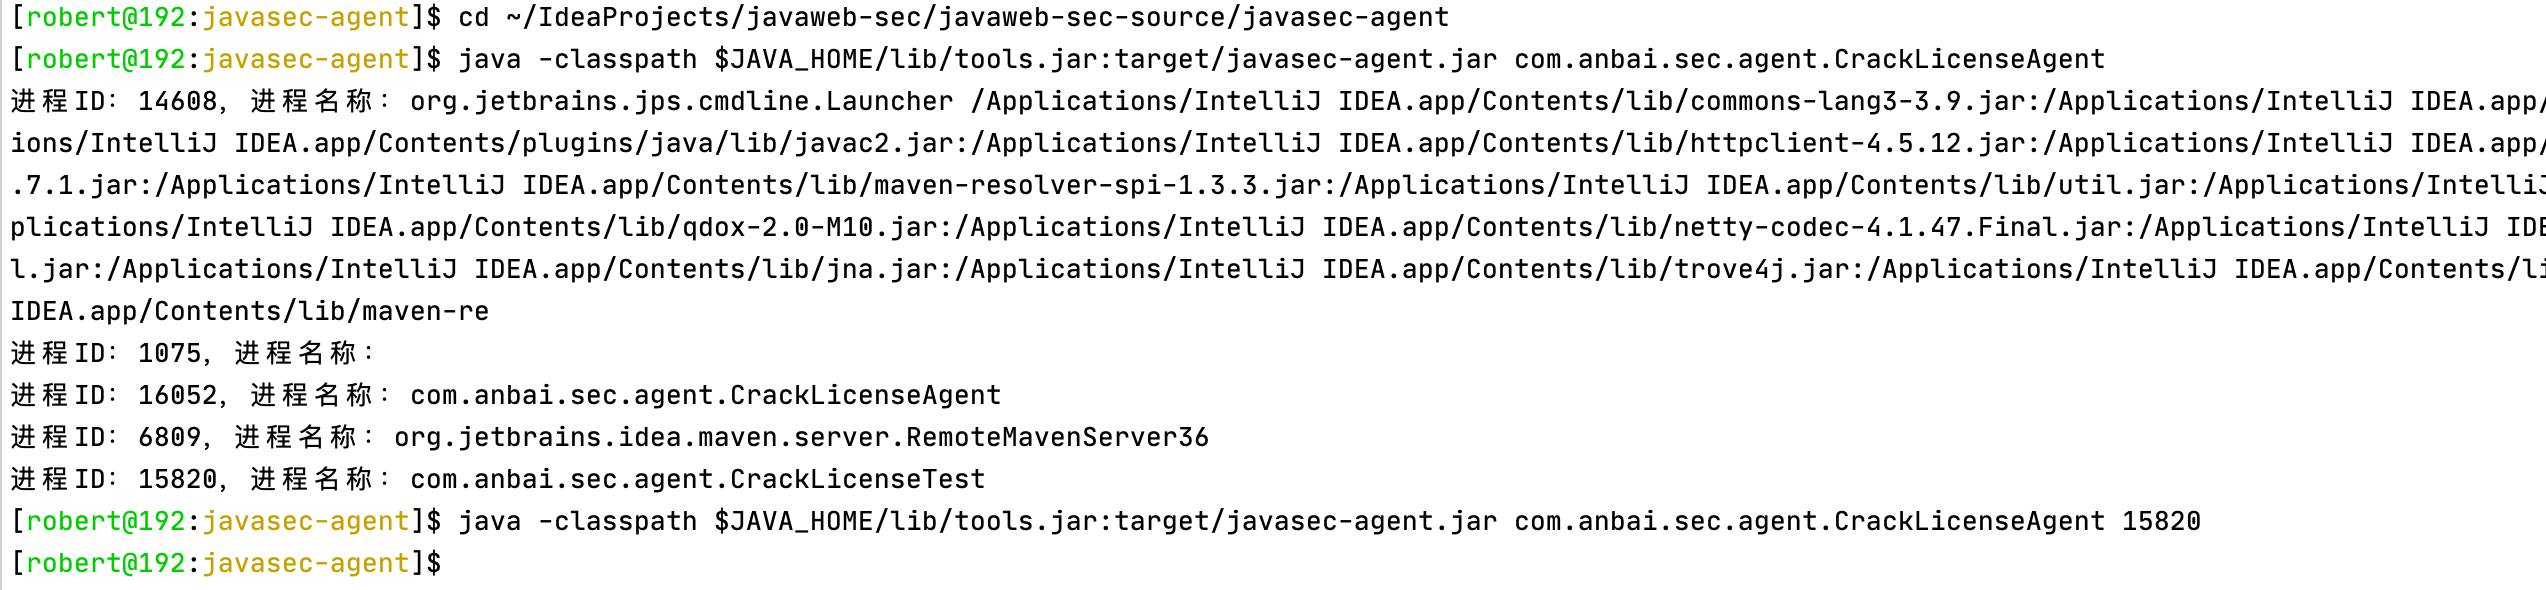 [robert@192:javasec-agent]$ cd ~/IdeaProjects/javaweb-sec/javaweb-sec-source/javasec-agent
[robert@192:javasec-agent]$ java -classpath $JAVA_HOME/lib/tools.jar:target/javasec-agent.jar com.anbai.sec.agent.CrackLicenseAgent
进程ID：14608，进程名称：org.jetbrains.jps.cmdline.Launcher /Applications/IntelliJ IDEA.app/Contents/lib/commons-lang3-3.9.jar:/Applications/IntelliJ IDEA.app/
ions/IntelliJ IDEA.app/Contents/plugins/java/lib/javac2.jar:/Applications/IntelliJ IDEA.app/Contents/lib/httpclient-4.5.12.jar:/Applications/IntelliJ IDEA.app/
.7.1.jar:/Applications/IntelliJ IDEA.app/Contents/lib/maven-resolver-spi-1.3.3.jar:/Applications/IntelliJ IDEA.app/Contents/lib/util.jar:/Applications/IntelliJ
plications/IntelliJ IDEA.app/Contents/lib/qdox-2.0-M10.jar:/Applications/IntelliJ IDEA.app/Contents/lib/netty-codec-4.1.47.Final.jar:/Applications/IntelliJ IDE
l.jar:/Applications/IntelliJ IDEA.app/Contents/lib/jna.jar:/Applications/IntelliJ IDEA.app/Contents/lib/trove4j.jar:/Applications/IntelliJ IDEA.app/Contents/li
IDEA.app/Contents/lib/maven-re
进程ID：1075，进程名称：
进程ID：16052，进程名称：com.anbai.sec.agent.CrackLicenseAgent
进程ID：6809，进程名称：org.jetbrains.idea.maven.server.RemoteMavenServer36
进程ID：15820，进程名称：com.anbai.sec.agent.CrackLicenseTest
[robert@192:javasec-agent]$ java -classpath $JAVA_HOME/lib/tools.jar:target/javasec-agent.jar com.anbai.sec.agent.CrackLicenseAgent 15820
[robert@192:javasec-agent]$